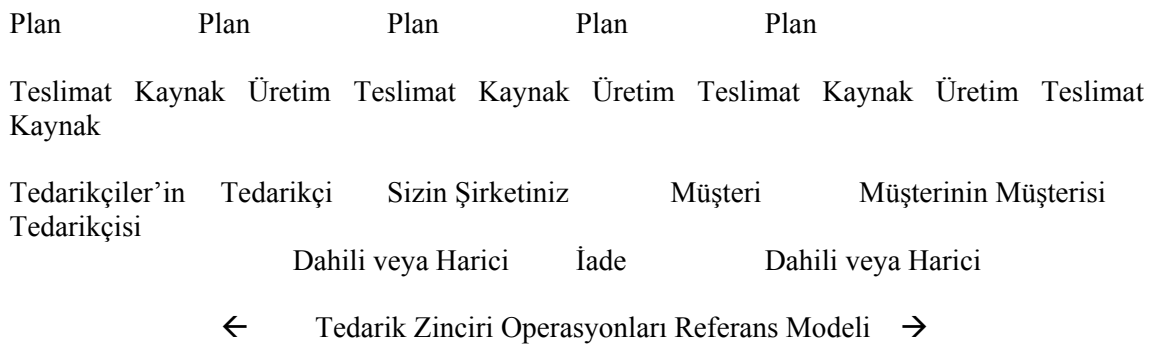 Plan Plan Plan Plan Plan
Teslimat Kaynak Üretim Teslimat Kaynak Üretim Teslimat Kaynak Üretim Teslimat
Kaynak
Tedarikçiler’in Tedarikçi Sizin Şirketiniz Müşteri Müşterinin Müşterisi
Tedarikçisi
Dahili veya Harici İade Dahili veya Harici
← Tedarik Zinciri Operasyonları Referans Modeli →